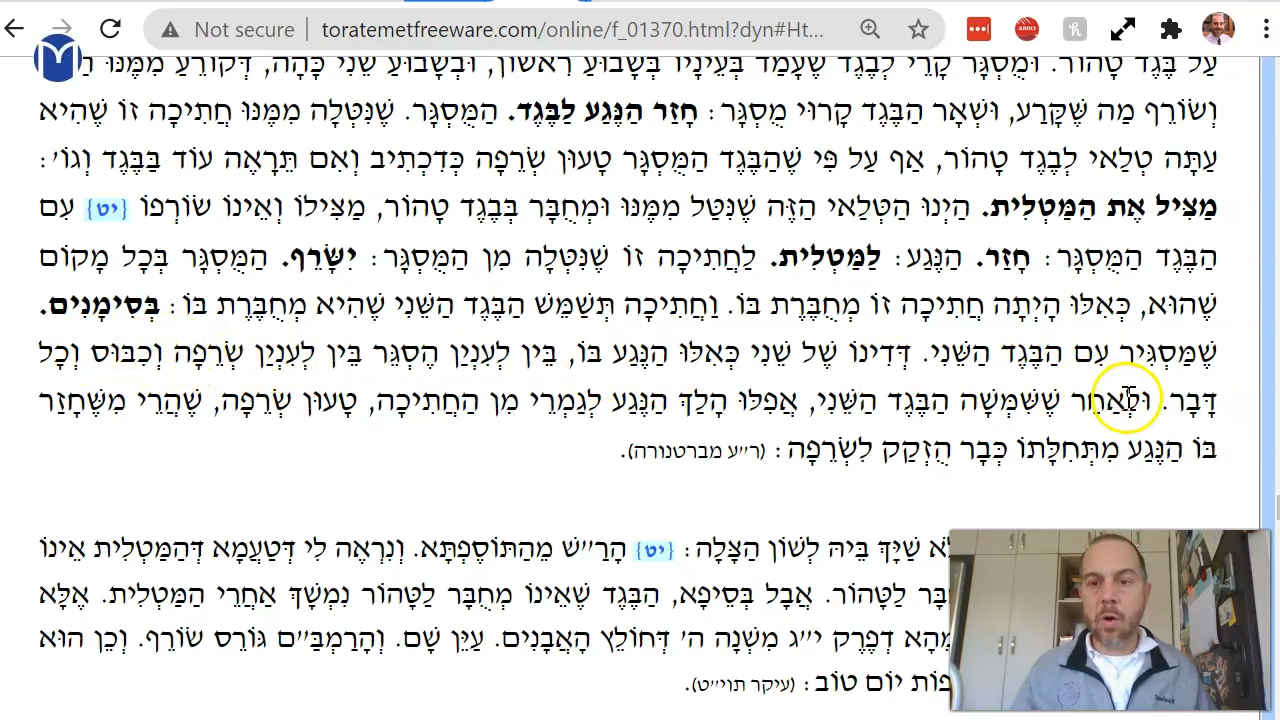 Not secure
toratemetfreeware.com/online/f_01370.html?dyn#Ht...
עַל בֶּגֶד טָהוֹר. וּמֻסְגָּר קָרֵי לְבֶגֶד שֶׁעָמַד בְּעֵינָיו בְּשָׁבוּעַ רִאשׁוֹן, וּבְשָׁבוּעַ שֵׁנִי כָּהָה, דְּקוֹרֵעַ מִמֶּנּוּ
וְשׂוֹרֵף מַה שֶּׁקָּרַע, וּשְׁאָר הַבֶּגֶד קָרוּי מֻסְגָּר: חָזַר הַנֶּגַע לַבֶּגֶד. הַמֻּסְגָּר. שֶׁנִּטְּלָה מִמֶּנּוּ חֲתִיכָה זוֹ שֶׁהִיא
עַתָּה טְלַאי לְבֶגֶד טָהוֹר, אַף עַל פִּי שֶׁהַבֶּגֶד הַמֻּסְגָּר טָעוּן שְׂרֵפָה כְּדִכְתִיב וְאִם תֵּרָאֶה עוֹד בַּבֶּגֶד וְגוֹ':
מַצִּיל אֶת הַמַּטְלִית. הַיְנוּ הַטְּלַאי הַזֶּה שֶׁנִּטַּל מִמֶּנּוּ וּמְחֻבָּר בְּבֶגֶד טָהוֹר, מַצִּילוֹ וְאֵינוֹ שׂוֹרְפוֹ {יט} עִם
הַבֶּגֶד הַמֻּסְגָּר: חָזַר. הַנֶּגַע: לַמַּטְלִית. לַחֲתִיכָה זוֹ שֶׁנִּטְּלָה מִן הַמֻּסְגָּר: יִשָּׂרֵף. הַמֻּסְגָּר בְּכָל מָקוֹם
שֶׁהוּא, כְּאִלּוּ הָיְתָה חֲתִיכָה זוֹ מְחֻבֶּרֶת בּוֹ. וַחֲתִיכָה תְּשַׁמֵּשׁ הַבֶּגֶד הַשֵּׁנִי שֶׁהִיא מְחֻבֶּרֶת בּוֹ: בְּסִימָנִים.
שֶׁמַּסְגִּיר עִם הַבֶּגֶד הַשֵּׁנִי. דְּדִינוֹ שֶׁל שֵׁנִי כְּאִלּוּ הַנֶּגַע בּוֹ, בֵּין לְעִנְיַן הֶסְגֵּר בֵּין לְעִנְיַן שְׂרֵפָה וְכִבּוּס וְכָל
דָּבָר. וּלְאַחַר שֶׁשִּׁמְּשָׁה הַבֶּגֶד הַשֵּׁנִי, אֲפִלּוּ הָלַךְ הַנֶּגַע לְגַמְרֵי מִן הַחֲתִיכָה, טָעוּן שְׂרֵפָה, שֶׁהֲרֵי מִשֶּׁחָזַר
בּוֹ הַנֶּגַע מִתְּחִלָּתוֹ כְּבָר הֻזְקַק לִשְׂרֵפָה: (ר״ע מברטנורה).
לֹא שַׁיָּךְ בֵּיהּ לְשׁוֹן הַצָּלָה: {יט} הָרַ״שׁ מֵהַתּוֹסֶפְתָּא. וְנִרְאֶה לִי דְּטַעֲמָא דְּהַמַּטְלִית אֵינוֹ
לַטָּהוֹר. אֲבָל בְּסֵיפָא, הַבֶּגֶד שֶׁאֵינוֹ מְחֻבָּר לַטָּהוֹר נִמְשָׁךְ אַחֲרֵי הַמַּטְלִית. אֶלָּא
מֵהָא דְּפֶרֶק י״ג מִשְׁנָה ה' דְּחוֹלֵץ הָאֲבָנִים. עַיֵּן שָׁם. וְהָרַמְבַּ״ם גּוֹרֵס שׂוֹרֵף. וְכֵן הוּא
יוֹם טוֹב: (עיקר תוי״ט).